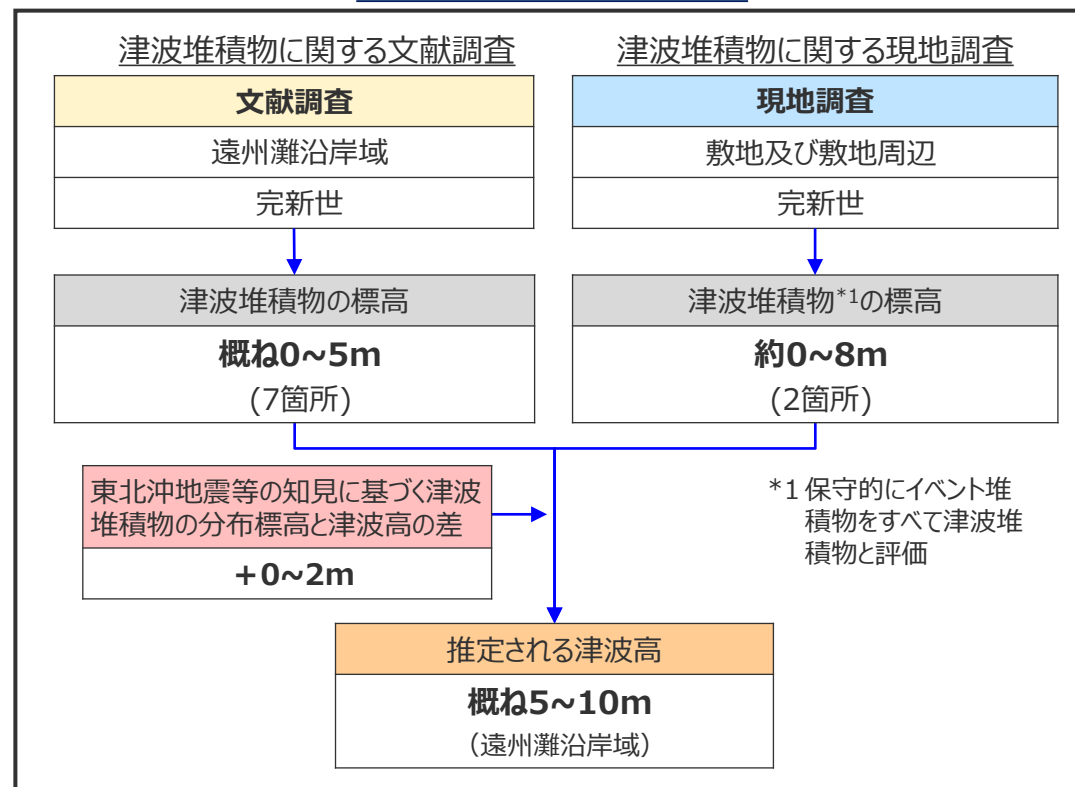 津波堆積物に関する文献調査
文献調査
遠州灘沿岸域
完新世
津波堆積物の標高
概ね0~5m
(7箇所)
津波堆積物に関する現地調査
現地調査
敷地及び敷地周辺
完新世
津波堆積物*1の標高
約0~8m
(2箇所)
東北沖地震等の知見に基づく津波
堆積物の分布標高と津波高の差
+0~2m
*1 保守的にイベント堆
積物をすべて津波堆
積物と評価
推定される津波高
概ね5~10m
(遠州灘沿岸域)